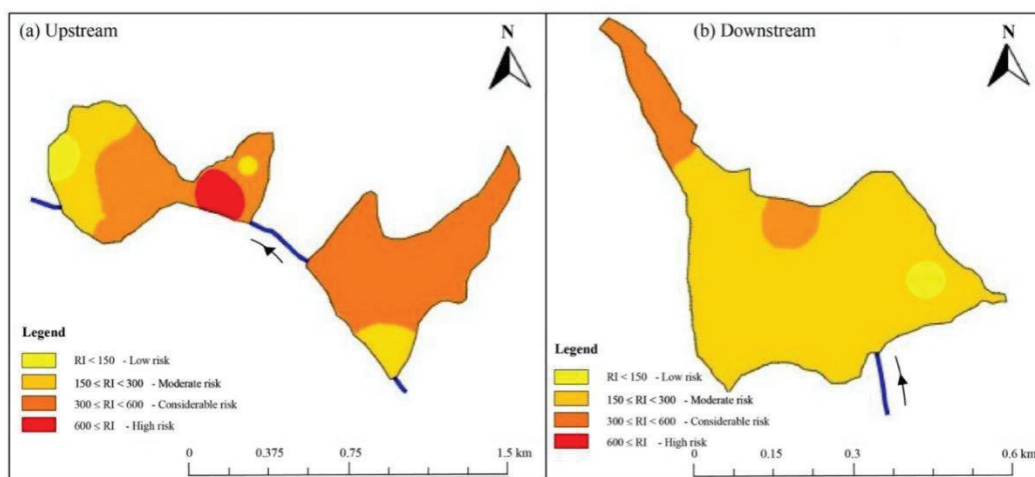 (a) Upstream
N
Legend
RI < 150 - Low risk
150 ≤ RI < 300 - Moderate risk
300 ≤ RI < 600 - Considerable risk
600 ≤ RI - High risk
0 0.375 0.75 1.5 km
(b) Downstream
N
Legend
RI < 150 - Low risk
150 ≤ RI < 300 - Moderate risk
300 ≤ RI < 600 - Considerable risk
600 ≤ RI - High risk
0 0.15 0.3 0.6 km